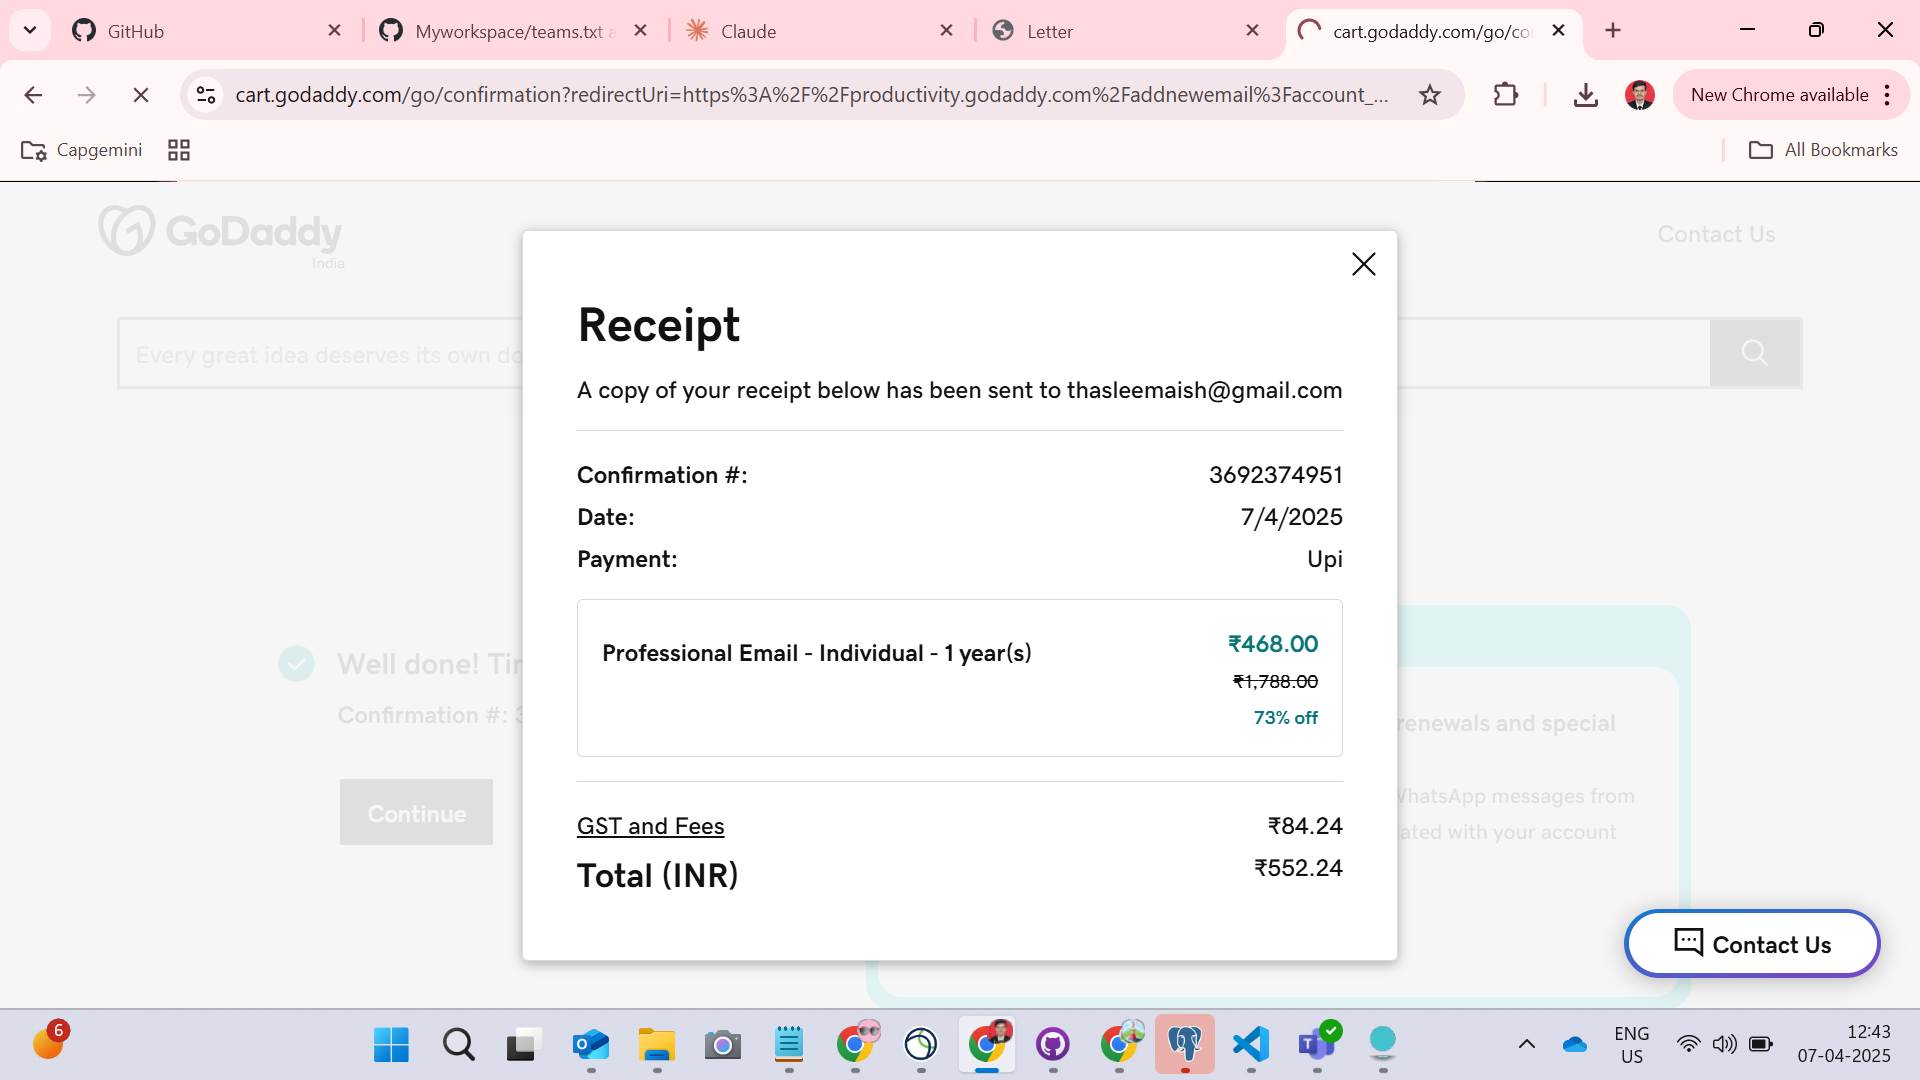 GitHub
Myworkspace/teams.txt a
Claude
Letter
cart.godaddy.com/go/co
cart.godaddy.com/go/confirmation?redirectUri=https%3A%2F%2Fproductivity.godaddy.com%2Faddnewemail%3Faccount_...
New Chrome available
Capgemini
All Bookmarks
GoDaddy
India
Contact Us
Every great idea deserves its own do
Receipt
A copy of your receipt below has been sent to thasleemaish@gmail.com
Confirmation #: 3692374951
Date: 7/4/2025
Payment: Upi
Professional Email - Individual - 1 year(s) ₹468.00
₹1,788.00
73% off
GST and Fees ₹84.24
Total (INR) ₹552.24
Well done! Tir
Confirmation #: 3
Continue
renewals and special
WhatsApp messages from
ated with your account
Contact Us
6
ENG
US
12:43
07-04-2025